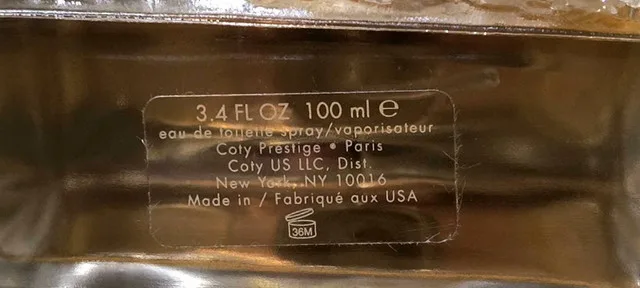 3.4 FL OZ 100 ml e
eau de toilette spray/vaporisateur
Coty Prestige • Paris
Coty US LLC, Dist.
New York, NY 10016
Made in / Fabriqué aux USA
36M